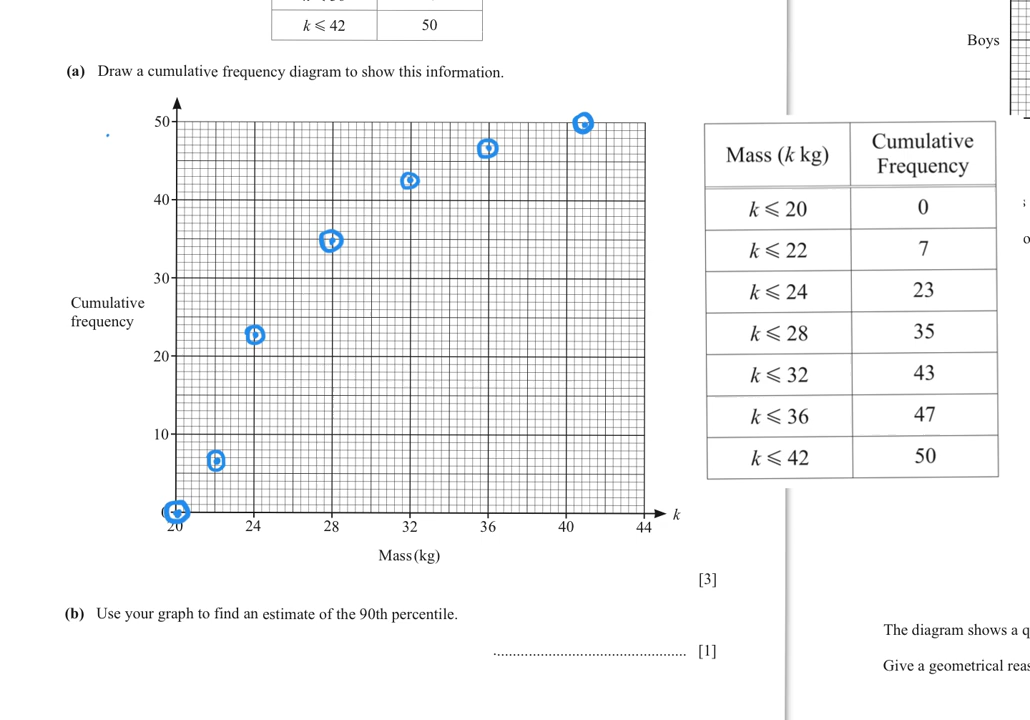 k ⩽ 42 50
Boys
(a) Draw a cumulative frequency diagram to show this information.
50
40
30
20
10
Cumulative
frequency
20 24 28 32 36 40 44 k
Mass (kg)
[3]
Mass (k kg) Cumulative Frequency
k ⩽ 20 0
k ⩽ 22 7
k ⩽ 24 23
k ⩽ 28 35
k ⩽ 32 43
k ⩽ 36 47
k ⩽ 42 50
(b) Use your graph to find an estimate of the 90th percentile.
................................................ [1]
The diagram shows a q
Give a geometrical reas